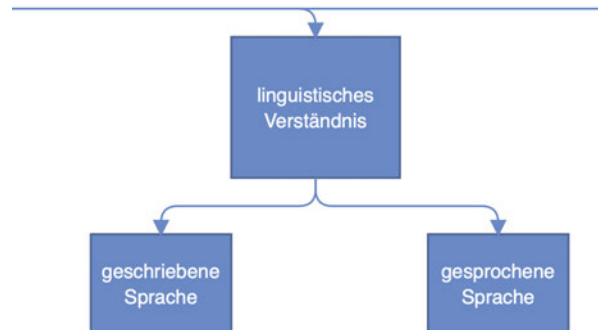 linguistisches
Verständnis
geschriebene
Sprache
gesprochene
Sprache